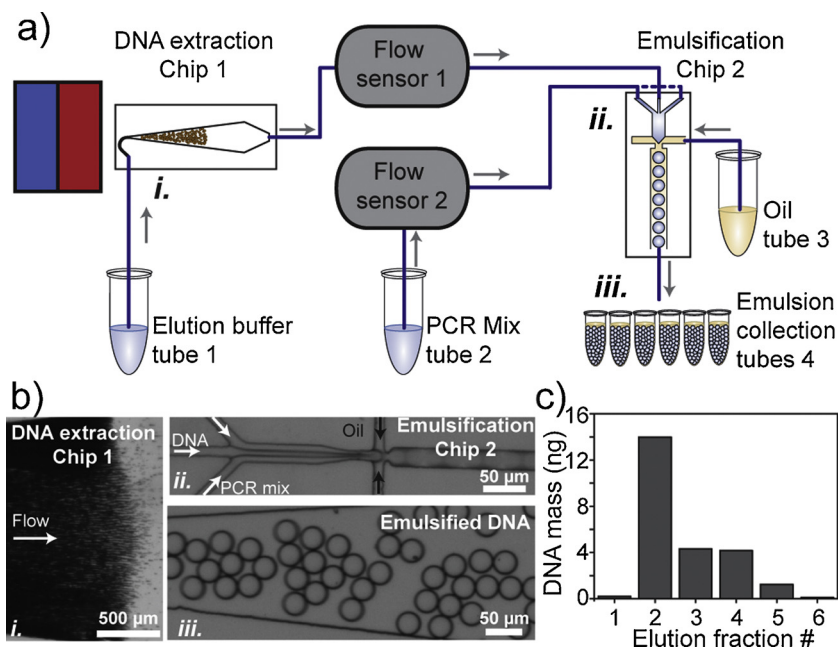 a)
DNA extraction
Chip 1
Flow
sensor 1
Emulsification
Chip 2
ii.
i.
Flow
sensor 2
Oil
tube 3
iii.
Elution buffer
tube 1
PCR Mix
tube 2
Emulsion
collection
tubes 4
b)
DNA extraction
Chip 1
Flow
i.
500 µm
DNA
Oil
Emulsification
Chip 2
ii.
PCR mix
50 µm
Emulsified DNA
iii.
50 µm
c)
DNA mass (ng)
16
12
8
4
0
1 2 3 4 5 6
Elution fraction #